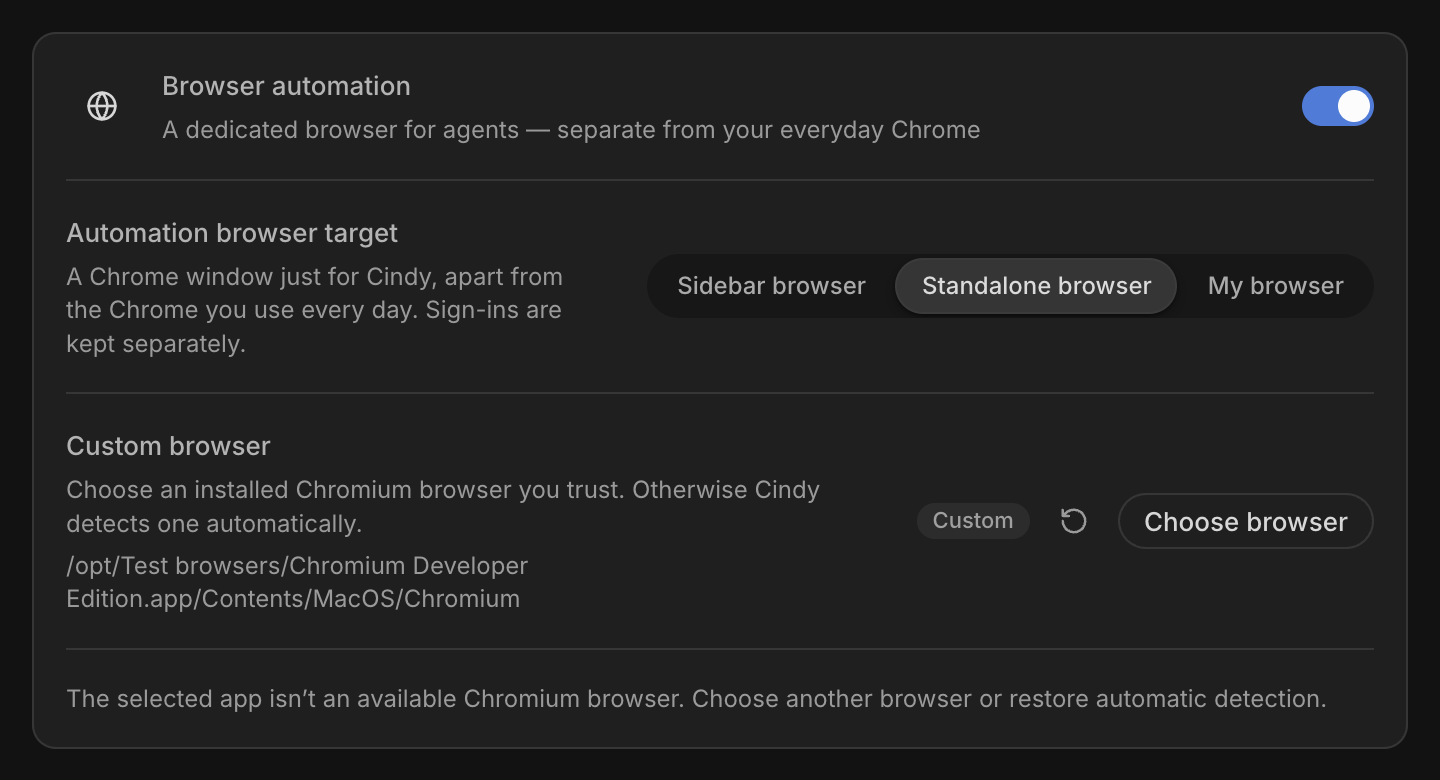 Browser automation
A dedicated browser for agents — separate from your everyday Chrome
Automation browser target
A Chrome window just for Cindy, apart from
the Chrome you use every day. Sign-ins are
kept separately.
Sidebar browser
Standalone browser
My browser
Custom browser
Choose an installed Chromium browser you trust. Otherwise Cindy
detects one automatically.
/opt/Test browsers/Chromium Developer
Edition.app/Contents/MacOS/Chromium
Custom
Choose browser
The selected app isn’t an available Chromium browser. Choose another browser or restore automatic detection.